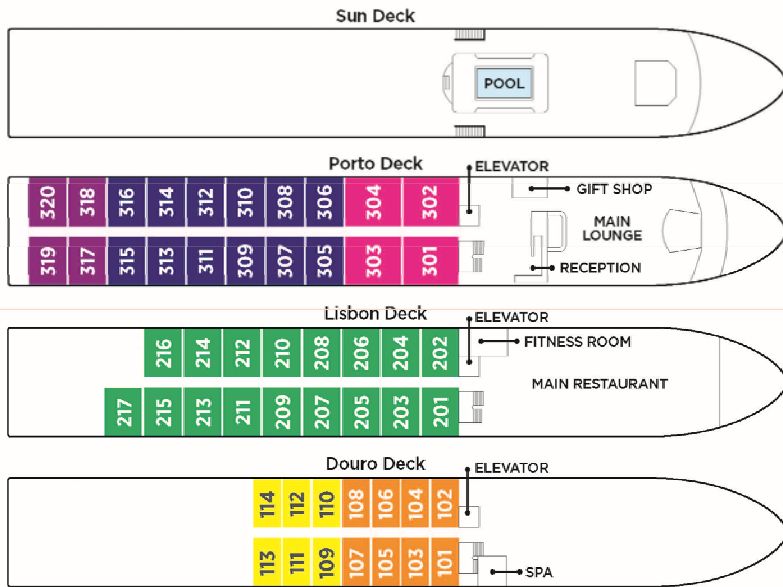 Sun Deck
POOL
Porto Deck
ELEVATOR
320 318 316 314 312 310 308 306 304 302
GIFT SHOP
MAIN
LOUNGE
319 317 315 313 311 309 307 305 303 301
RECEPTION
Lisbon Deck
ELEVATOR
216 214 212 210 208 206 204 202
FITNESS ROOM
MAIN RESTAURANT
217 215 213 211 209 207 205 203 201
Douro Deck
ELEVATOR
114 112 110 108 106 104 102
113 111 109 107 105 103 101
SPA